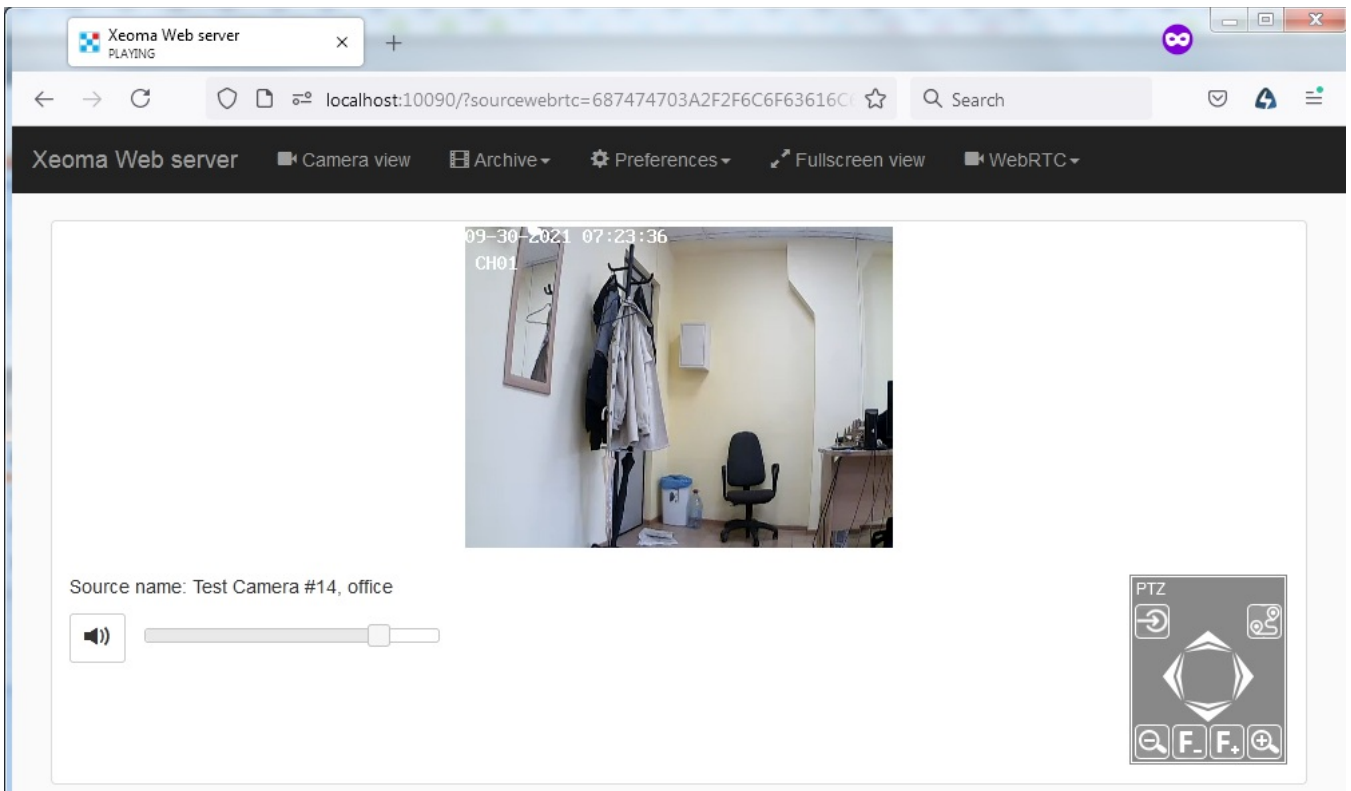 Xeoma Web server
PLAYING
localhost:10090/?sourcewebrtc=687474703A2F2F6C6F63616C
Search
Xeoma Web server Camera view Archive Preferences Fullscreen view WebRTC
09-30-2021 07:23:36
CH01
Source name: Test Camera #14, office
PTZ
F- F+